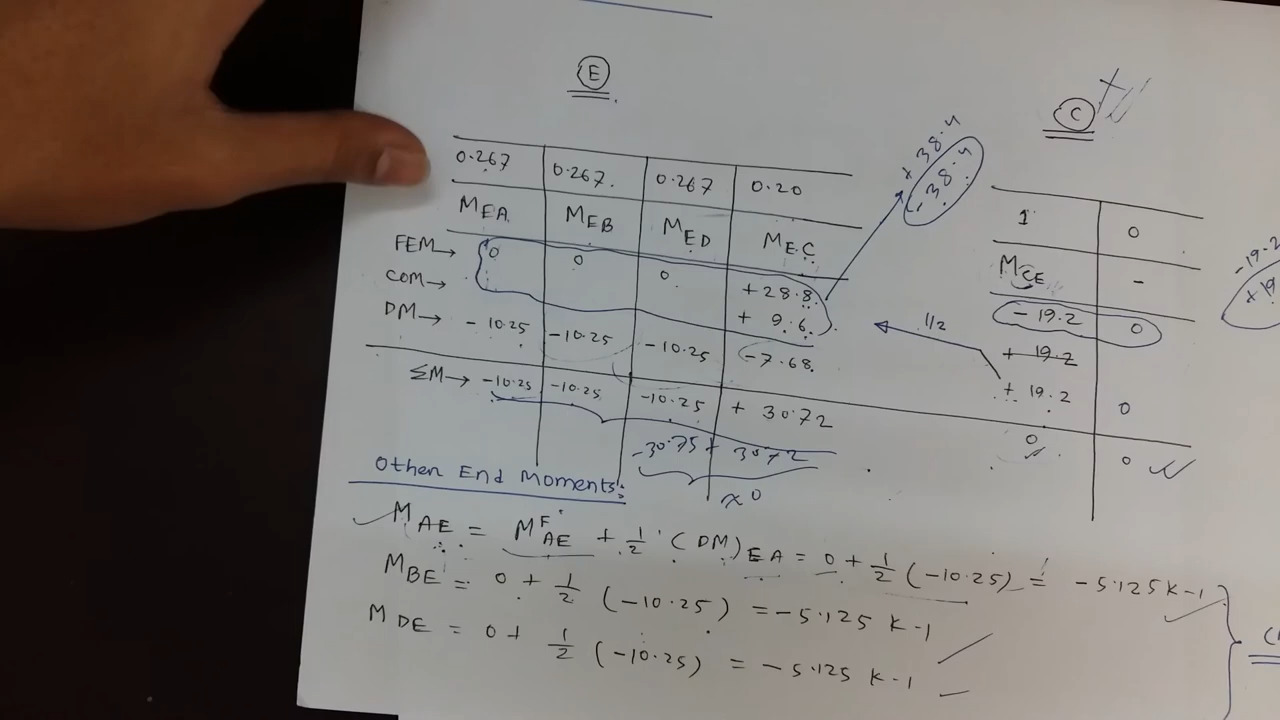 E
C
+38.4
-38.4
0.267 0.267. 0.267 0.20
1 0
MEA MEB MED MEC
MCE -
-19.2
FEM→ 0 0 0. +28.8
-19.2 0
COM→ + 9.6
1/2
+ 19.2
DM→ -10.25 -10.25 -10.25 -7.68
+ 19.2 0
ΣM→ -10.25 -10.25 -10.25 + 30.72
0 0
-30.75 + 30.72
≈ 0
Other End Moments:
MAE = M^F AE + 1/2 (DM)EA = 0 + 1/2 (-10.25) = -5.125 K-1
MBE = 0 + 1/2 (-10.25) = -5.125 K-1
MDE = 0 + 1/2 (-10.25) = -5.125 K-1